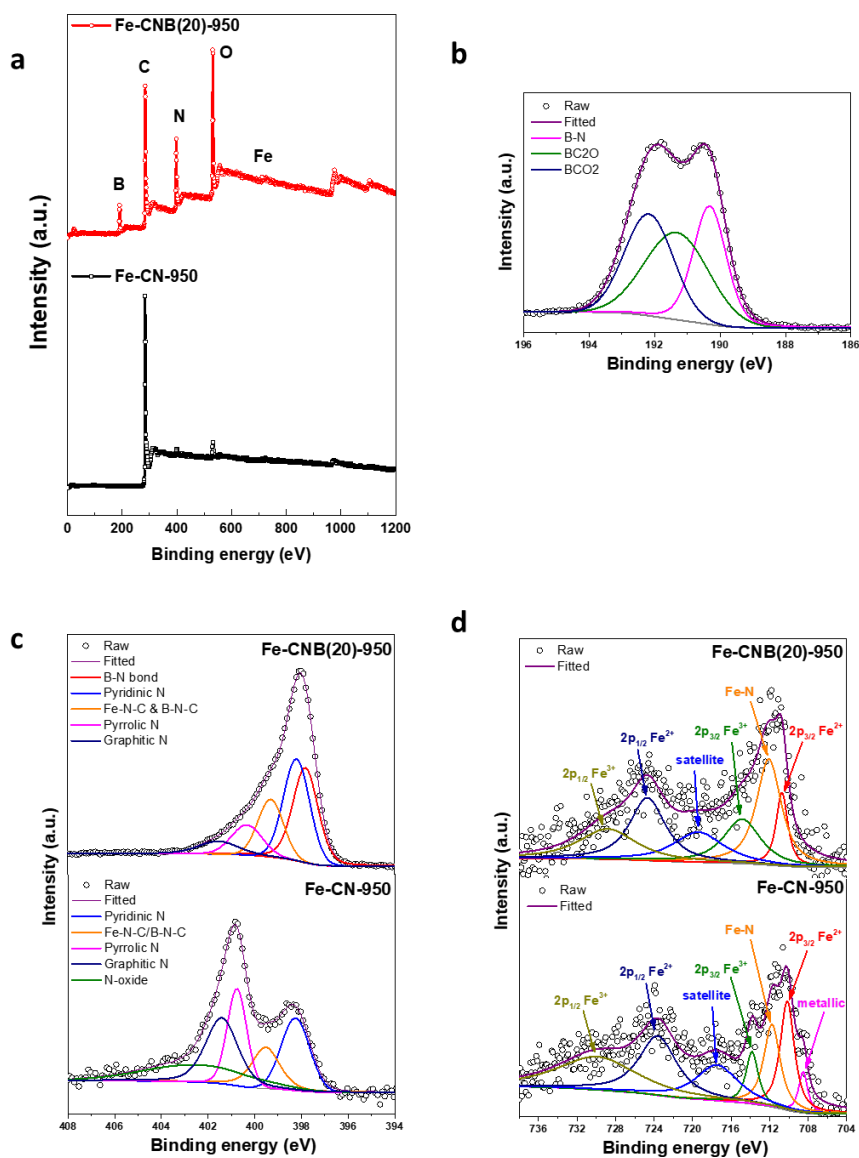 a
Fe-CNB(20)-950
C
O
N
Fe
B
Fe-CN-950
Intensity (a.u.)
0 200 400 600 800 1000 1200
Binding energy (eV)
b
Raw
Fitted
B-N
BC2O
BCO2
Intensity (a.u.)
196 194 192 190 188 186
Binding energy (eV)
c
Fe-CNB(20)-950
Raw
Fitted
B-N bond
Pyridinic N
Fe-N-C & B-N-C
Pyrrolic N
Graphitic N
Fe-CN-950
Raw
Fitted
Pyridinic N
Fe-N-C/B-N-C
Pyrrolic N
Graphitic N
N-oxide
Intensity (a.u.)
408 406 404 402 400 398 396 394
Binding energy (eV)
d
Fe-CNB(20)-950
Raw
Fitted
Fe-N
2p3/2 Fe2+
2p1/2 Fe2+
2p3/2 Fe3+
satellite
2p1/2 Fe3+
Fe-CN-950
Raw
Fitted
Fe-N
2p3/2 Fe2+
2p3/2 Fe3+
2p1/2 Fe2+
satellite
metallic
2p1/2 Fe3+
Intensity (a.u.)
736 732 728 724 720 716 712 708 704
Binding energy (eV)